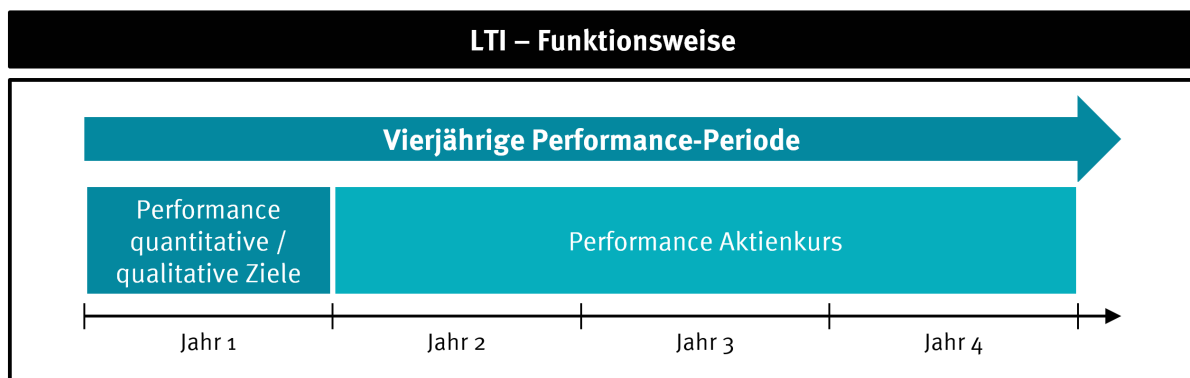 LTI – Funktionsweise
Vierjährige Performance-Periode
Performance
quantitative /
qualitative Ziele
Performance Aktienkurs
Jahr 1
Jahr 2
Jahr 3
Jahr 4